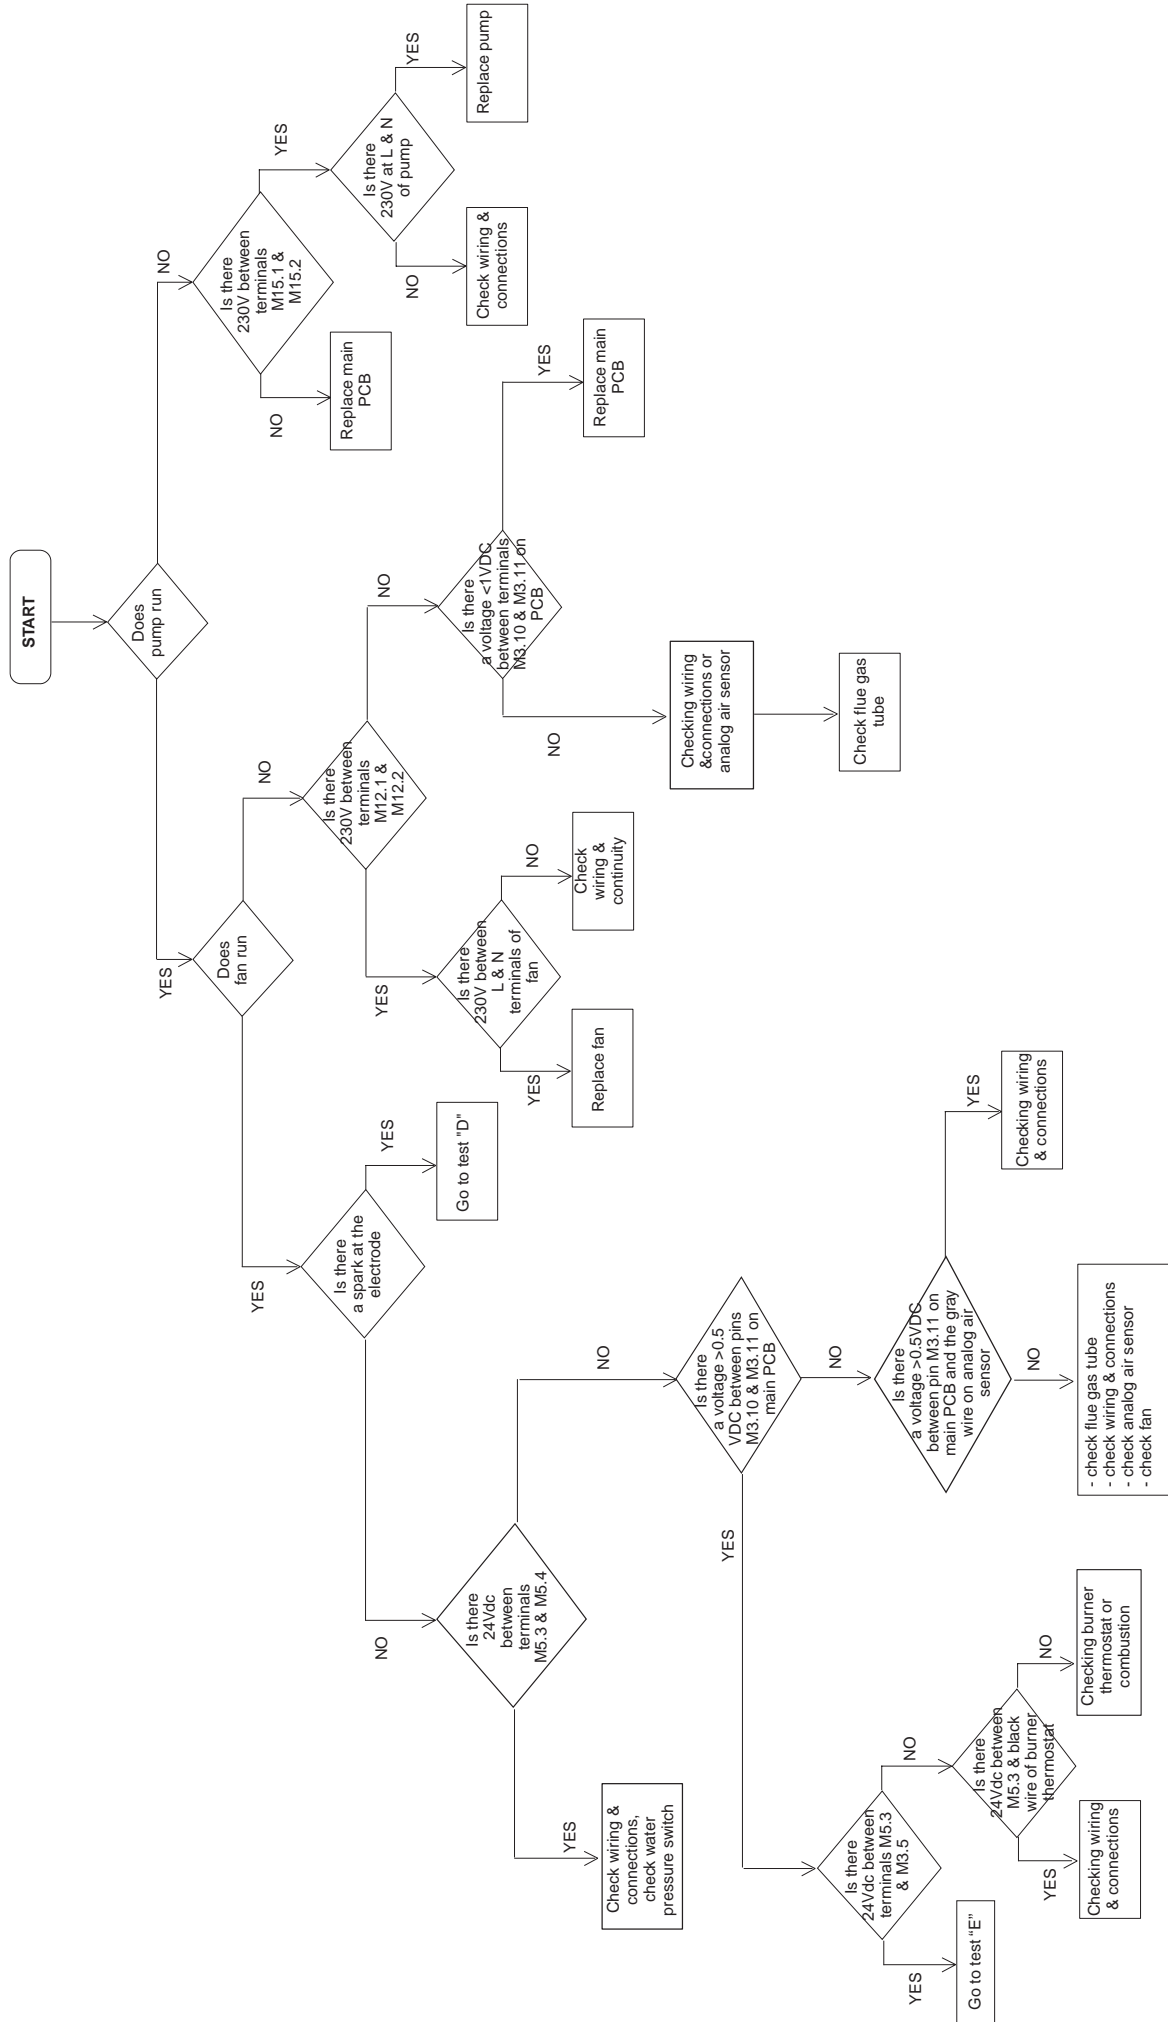 START
Does
pump run
NO
Is there
230V between
terminals
M15.1 &
M15.2
YES
Is there
230V at L & N
of pump
YES
Replace pump
NO
Check wiring &
connections
NO
Replace main
PCB
YES
Does
fan run
NO
Is there
230V between
terminals
M12.1 &
M12.2
NO
Is there
a voltage <1VDC
between terminals
M3.10 & M3.11 on
PCB
YES
Replace main
PCB
NO
Checking wiring
&connections or
analog air sensor
Check flue gas
tube
YES
Is there
230V between
L & N
terminals of
fan
NO
Check
wiring &
continuity
YES
Replace fan
YES
Is there
a spark at the
electrode
YES
Go to test "D"
NO
Is there
24Vdc
between
terminals
M5.3 & M5.4
YES
Check wiring &
connections,
check water
pressure switch
NO
Is there
a voltage >0.5
VDC between pins
M3.10 & M3.11 on
main PCB
NO
Is there
a voltage >0.5VDC
between pin M3.11 on
main PCB and the gray
wire on analog air
sensor
YES
Checking wiring
& connections
NO
- check flue gas tube
- check wiring & connections
- check analog air sensor
- check fan
YES
Is there
24Vdc between
terminals M5.3
& M3.5
NO
Is there
24Vdc between
M5.3 & black
wire of burner
thermostat
NO
Checking burner
thermostat or
combustion
YES
Checking wiring
& connections
YES
Go to test “E”